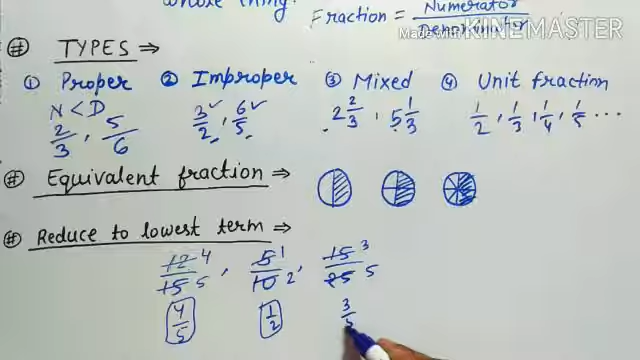 whole thing.
Fraction = Numerator / Denominator
Made With KINEMASTER
# TYPES ⇒
① Proper ② Improper ③ Mixed ④ Unit fraction
N < D
2/3 , 5/6 3/2 ✓, 6/5 ✓ 2 2/3 , 5 1/3 1/2 , 1/3 , 1/4 , 1/5 ...
# Equivalent fraction ⇒
# Reduce to lowest term ⇒
12/15 4/5 , 5/10 1/2 , 15/25 3/5
4/5 1/2 3/5